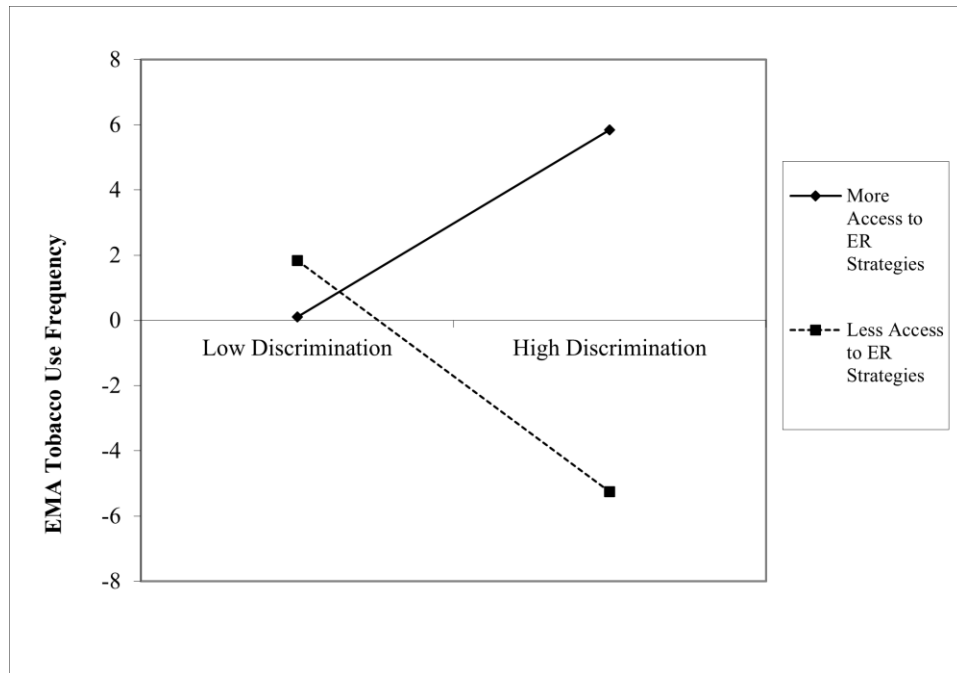 8
6
4
2
0
-2
-4
-6
-8
EMA Tobacco Use Frequency
Low Discrimination
High Discrimination
More
Access to
ER
Strategies
Less Access
to ER
Strategies